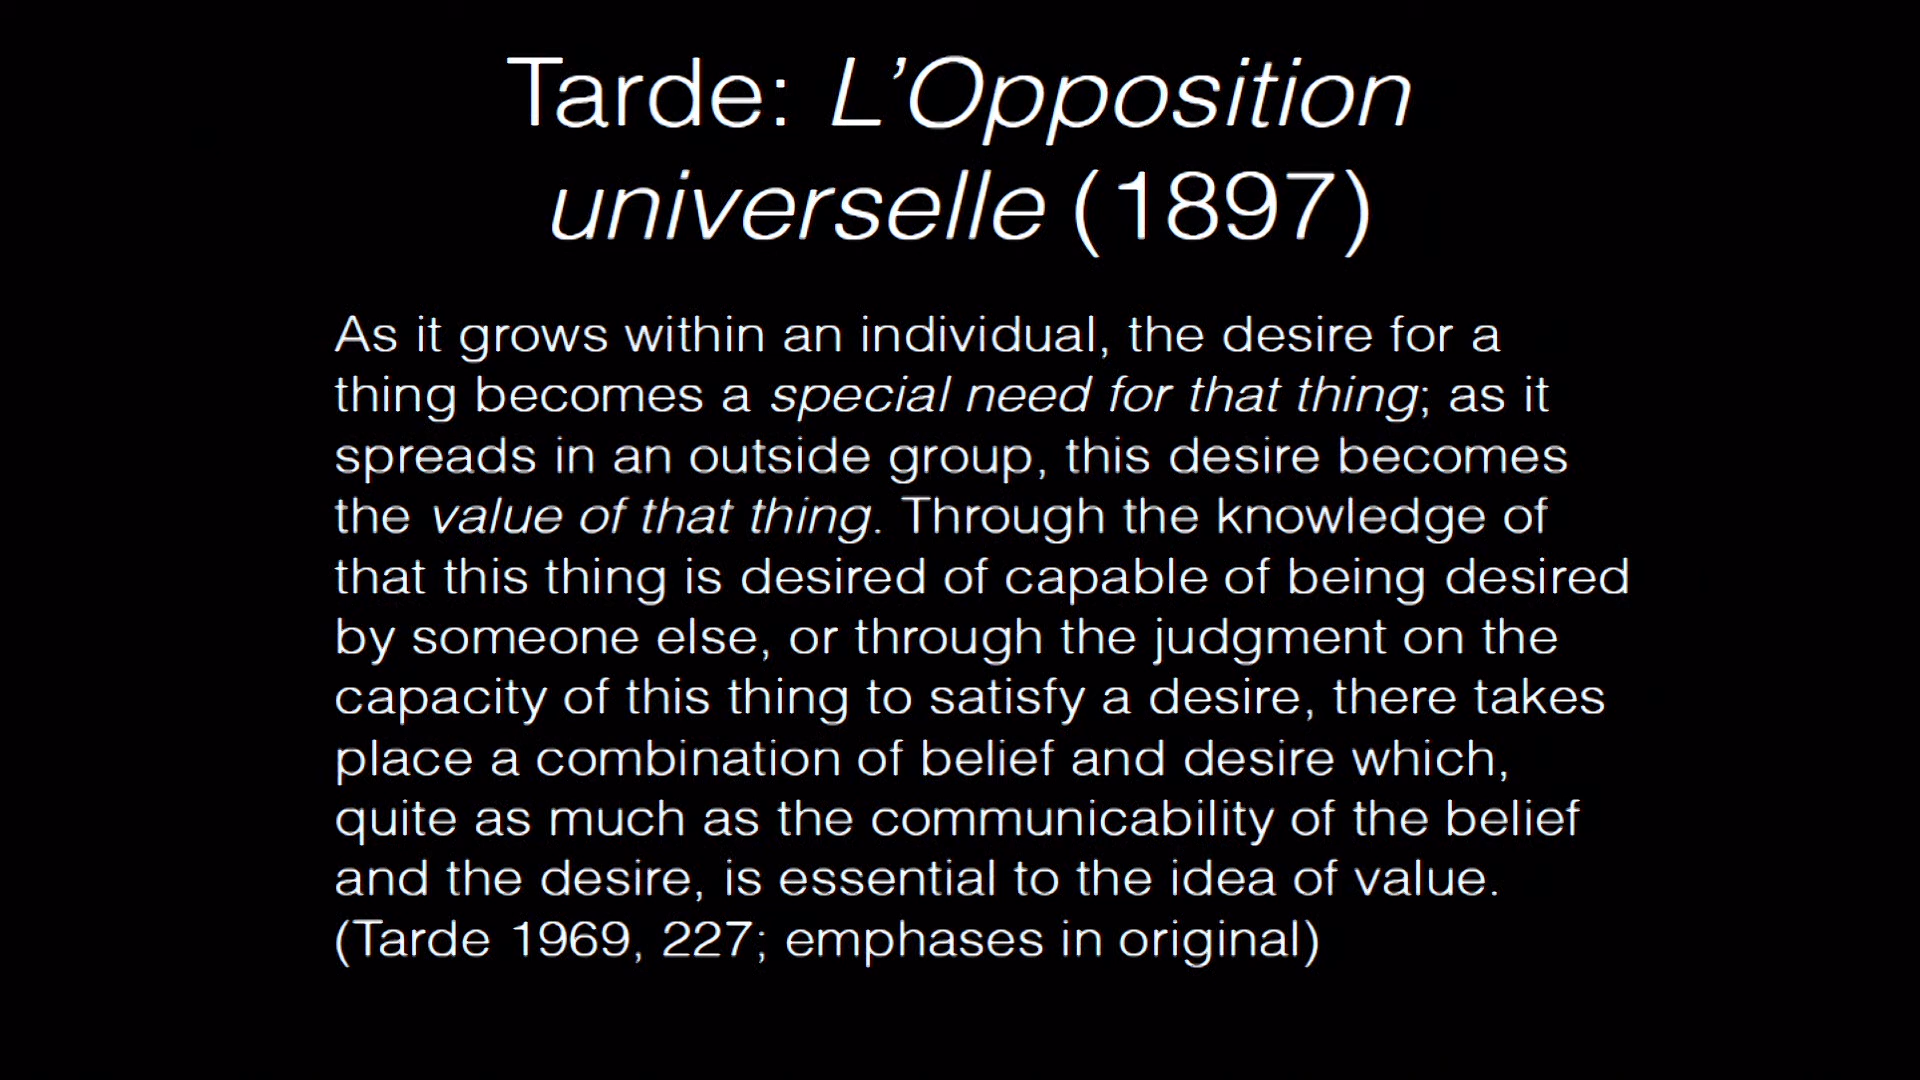 Tarde: L’Opposition
universelle (1897)
As it grows within an individual, the desire for a
thing becomes a special need for that thing; as it
spreads in an outside group, this desire becomes
the value of that thing. Through the knowledge of
that this thing is desired of capable of being desired
by someone else, or through the judgment on the
capacity of this thing to satisfy a desire, there takes
place a combination of belief and desire which,
quite as much as the communicability of the belief
and the desire, is essential to the idea of value.
(Tarde 1969, 227; emphases in original)